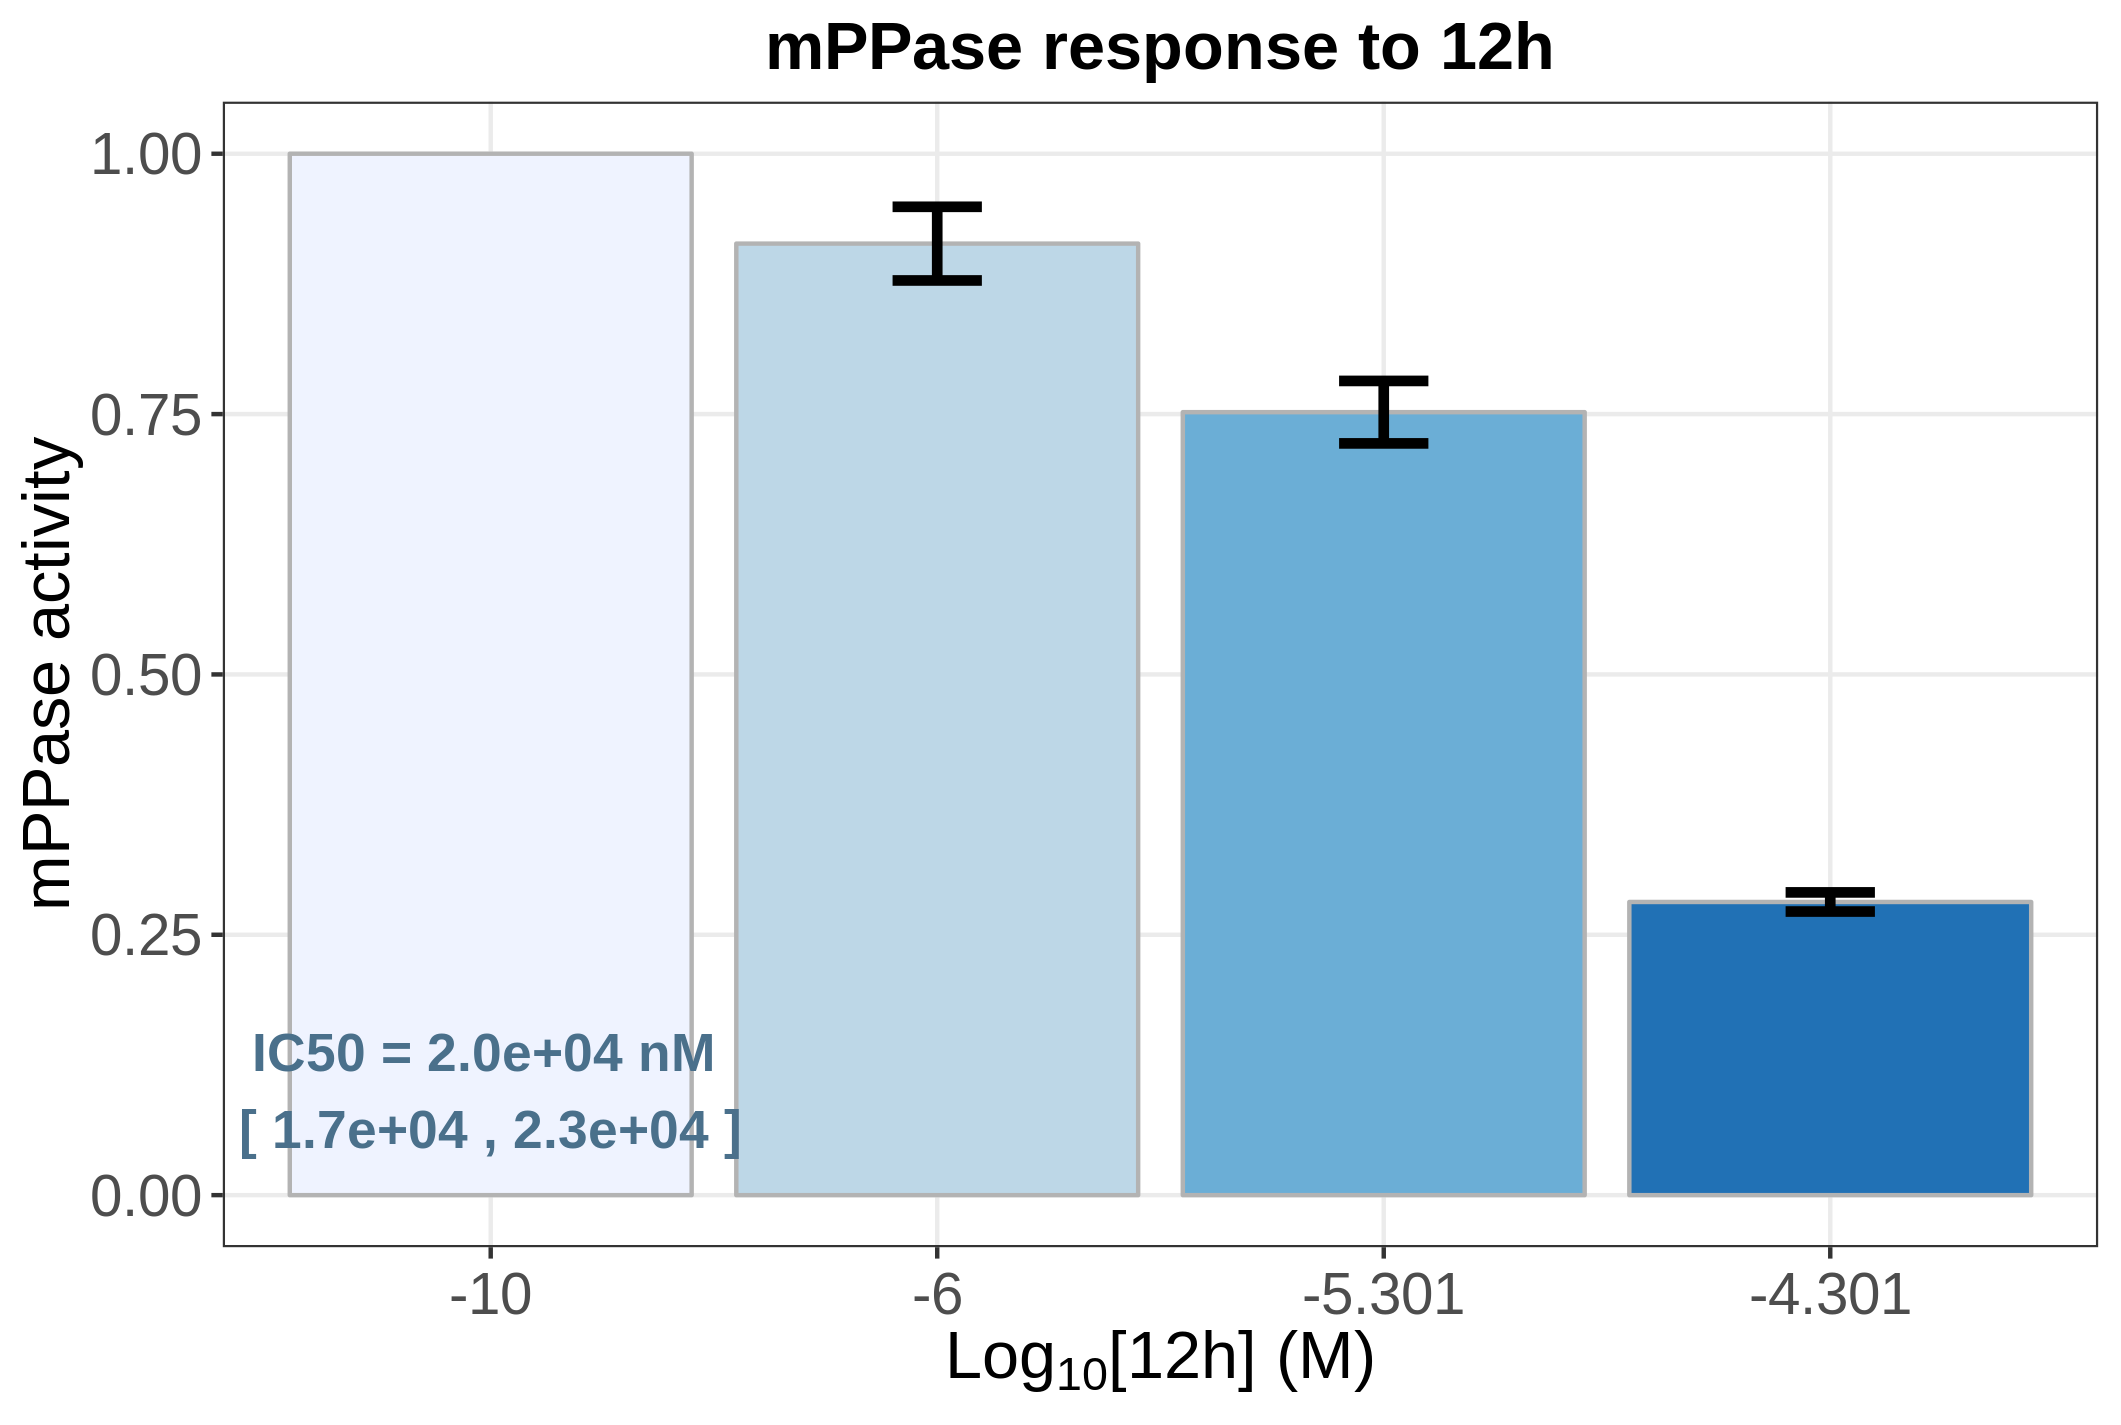 mPPase response to 12h
mPPase activity
1.00
0.75
0.50
0.25
0.00
IC50 = 2.0e+04 nM
[ 1.7e+04 , 2.3e+04 ]
-10
-6
-5.301
-4.301
Log₁₀[12h] (M)